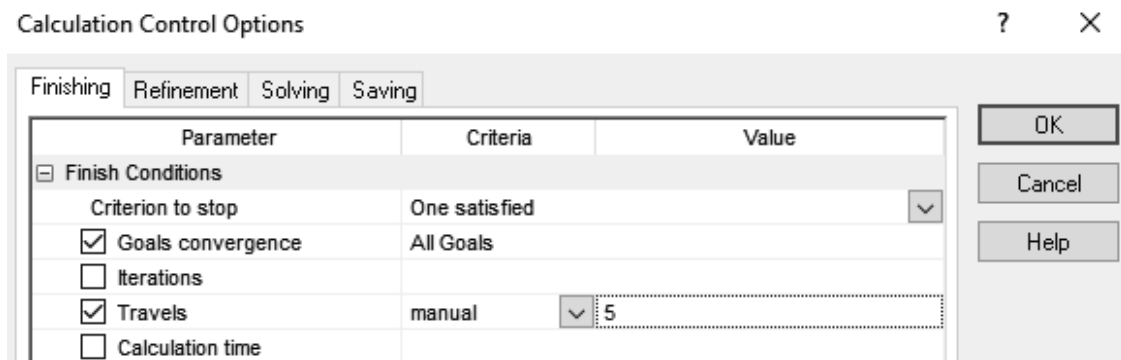 Calculation Control Options ? ×
Finishing Refinement Solving Saving
Parameter Criteria Value
Finish Conditions
Criterion to stop One satisfied
Goals convergence All Goals
Iterations
Travels manual 5
Calculation time
OK
Cancel
Help